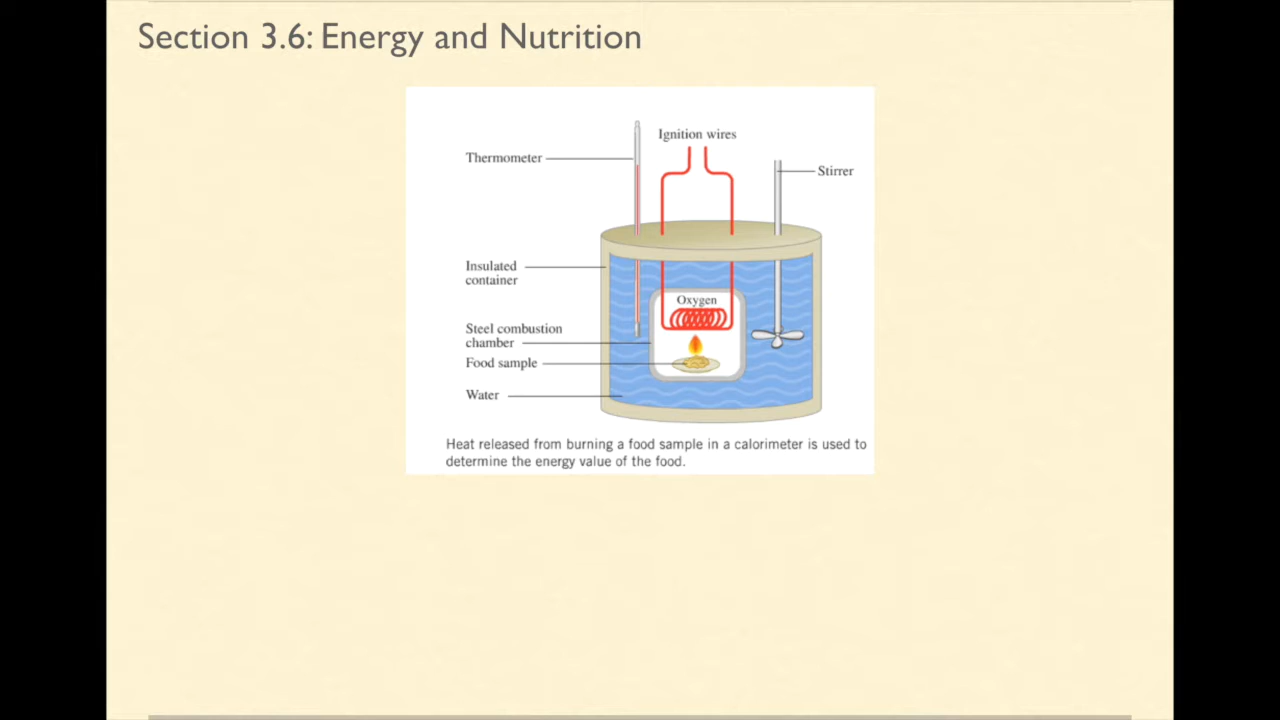 Section 3.6: Energy and Nutrition
Ignition wires
Thermometer
Stirrer
Insulated
container
Oxygen
Steel combustion
chamber
Food sample
Water
Heat released from burning a food sample in a calorimeter is used to
determine the energy value of the food.